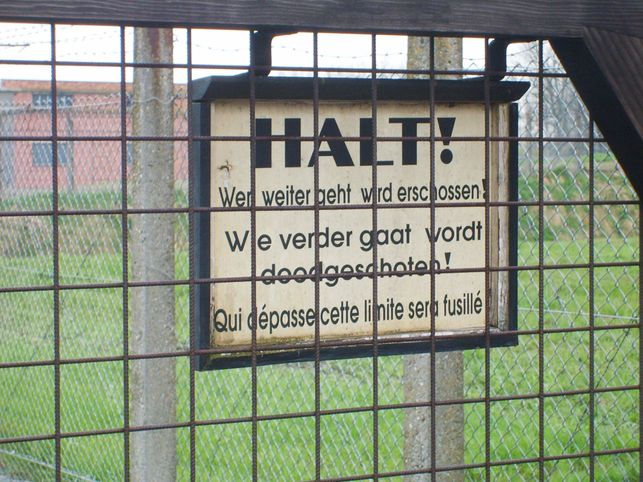 HALT!
Wer weiter geht wird erschossen!
Wie verder gaat wordt
doodgeschoten!
Qui dépasse cette limite sera fusillé